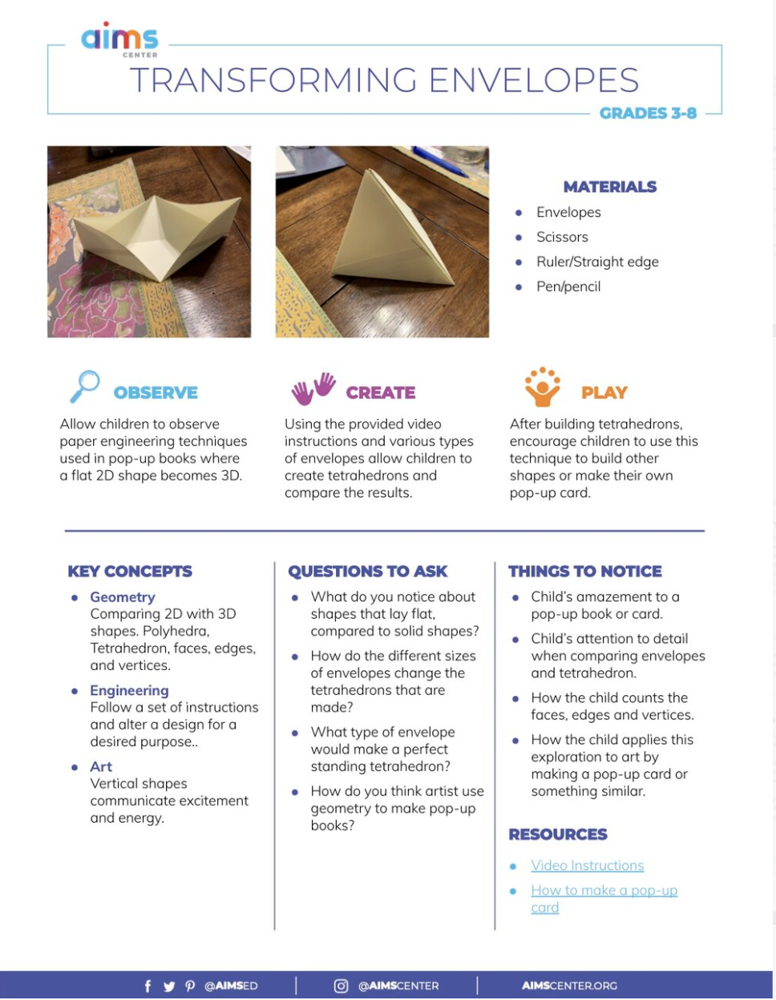 aims
CENTER
TRANSFORMING ENVELOPES
GRADES 3-8
MATERIALS
• Envelopes
• Scissors
• Ruler/Straight edge
• Pen/pencil
OBSERVE
Allow children to observe
paper engineering techniques
used in pop-up books where
a flat 2D shape becomes 3D.
CREATE
Using the provided video
instructions and various types
of envelopes allow children to
create tetrahedrons and
compare the results.
PLAY
After building tetrahedrons,
encourage children to use this
technique to build other
shapes or make their own
pop-up card.
KEY CONCEPTS
• Geometry
Comparing 2D with 3D
shapes. Polyhedra,
Tetrahedron, faces, edges,
and vertices.
• Engineering
Follow a set of instructions
and alter a design for a
desired purpose..
• Art
Vertical shapes
communicate excitement
and energy.
QUESTIONS TO ASK
• What do you notice about
shapes that lay flat,
compared to solid shapes?
• How do the different sizes
of envelopes change the
tetrahedrons that are
made?
• What type of envelope
would make a perfect
standing tetrahedron?
• How do you think artist use
geometry to make pop-up
books?
THINGS TO NOTICE
• Child's amazement to a
pop-up book or card.
• Child's attention to detail
when comparing envelopes
and tetrahedron.
• How the child counts the
faces, edges and vertices.
• How the child applies this
exploration to art by
making a pop-up card or
something similar.
RESOURCES
• Video Instructions
• How to make a pop-up
card
@AIMSED
@AIMSCENTER
AIMSCENTER.ORG